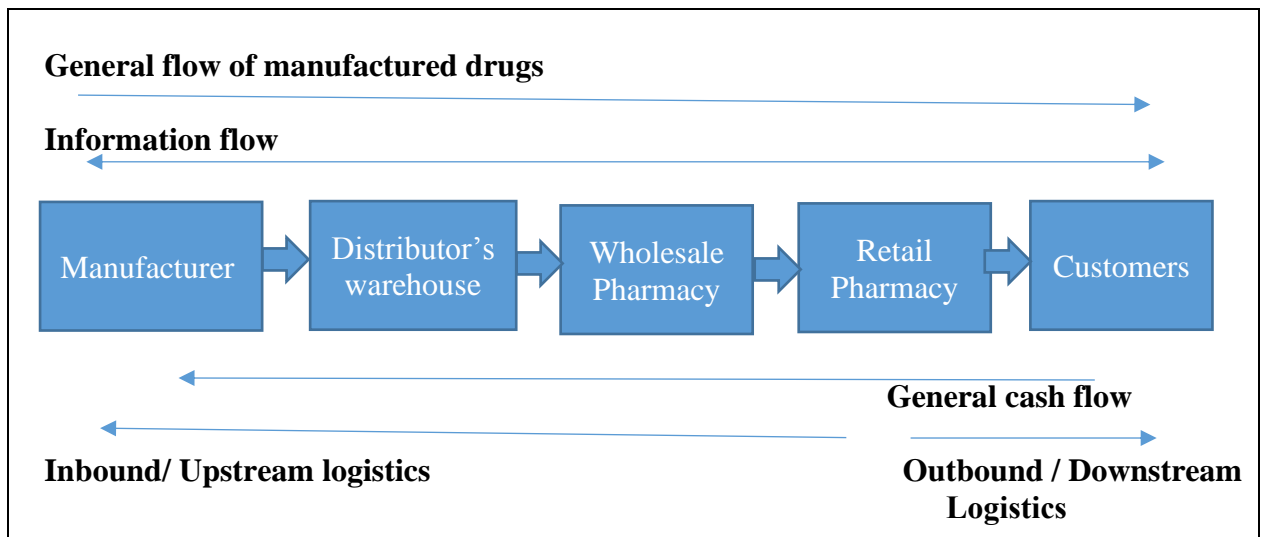 General flow of manufactured drugs
Information flow
Manufacturer
Distributor’s
warehouse
Wholesale
Pharmacy
Retail
Pharmacy
Customers
General cash flow
Inbound/ Upstream logistics
Outbound / Downstream
Logistics